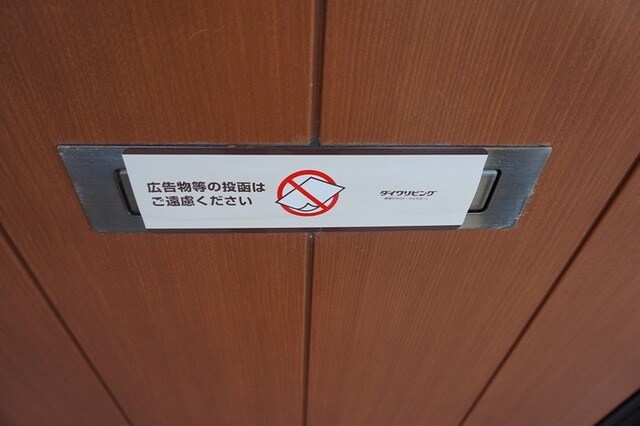 広告物等の投函は
ご遠慮ください
ダイワリビング